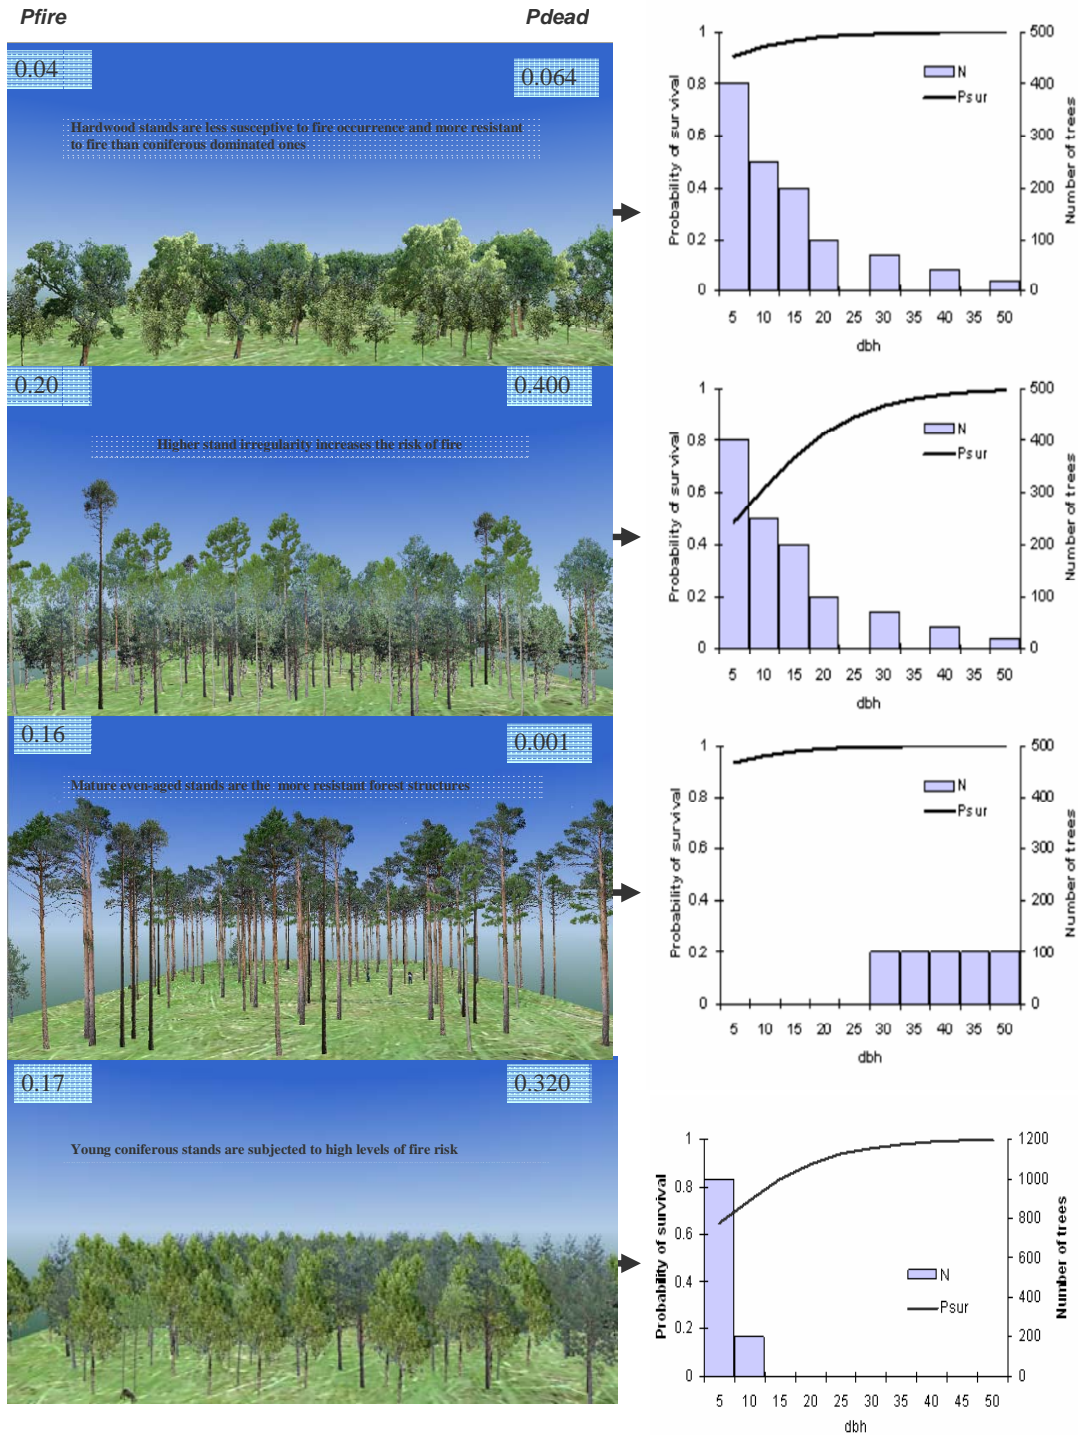 Pfire Pdead
0.04 0.064
Hardwood stands are less susceptive to fire occurrence and more resistant
to fire than coniferous dominated ones
Probability of survival
1
0.8
0.6
0.4
0.2
0
500
400
300
200
100
0
Number of trees
N
Psur
5 10 15 20 25 30 35 40 35 50
dbh
0.20 0.400
Higher stand irregularity increases the risk of fire
Probability of survival
1
0.8
0.6
0.4
0.2
0
500
400
300
200
100
0
Number of trees
N
Psur
5 10 15 20 25 30 35 40 35 50
dbh
0.16 0.001
Mature even-aged stands are the more resistant forest structures
Probability of survival
1
0.8
0.6
0.4
0.2
0
500
400
300
200
100
0
Number of trees
N
Psur
5 10 15 20 30 35 40 50
dbh
0.17 0.320
Young coniferous stands are subjected to high levels of fire risk
Probability of survival
1
0.8
0.6
0.4
0.2
0
1200
1000
800
600
400
200
0
Number of trees
N
Psur
5 10 15 20 25 30 35 40 45 50
dbh